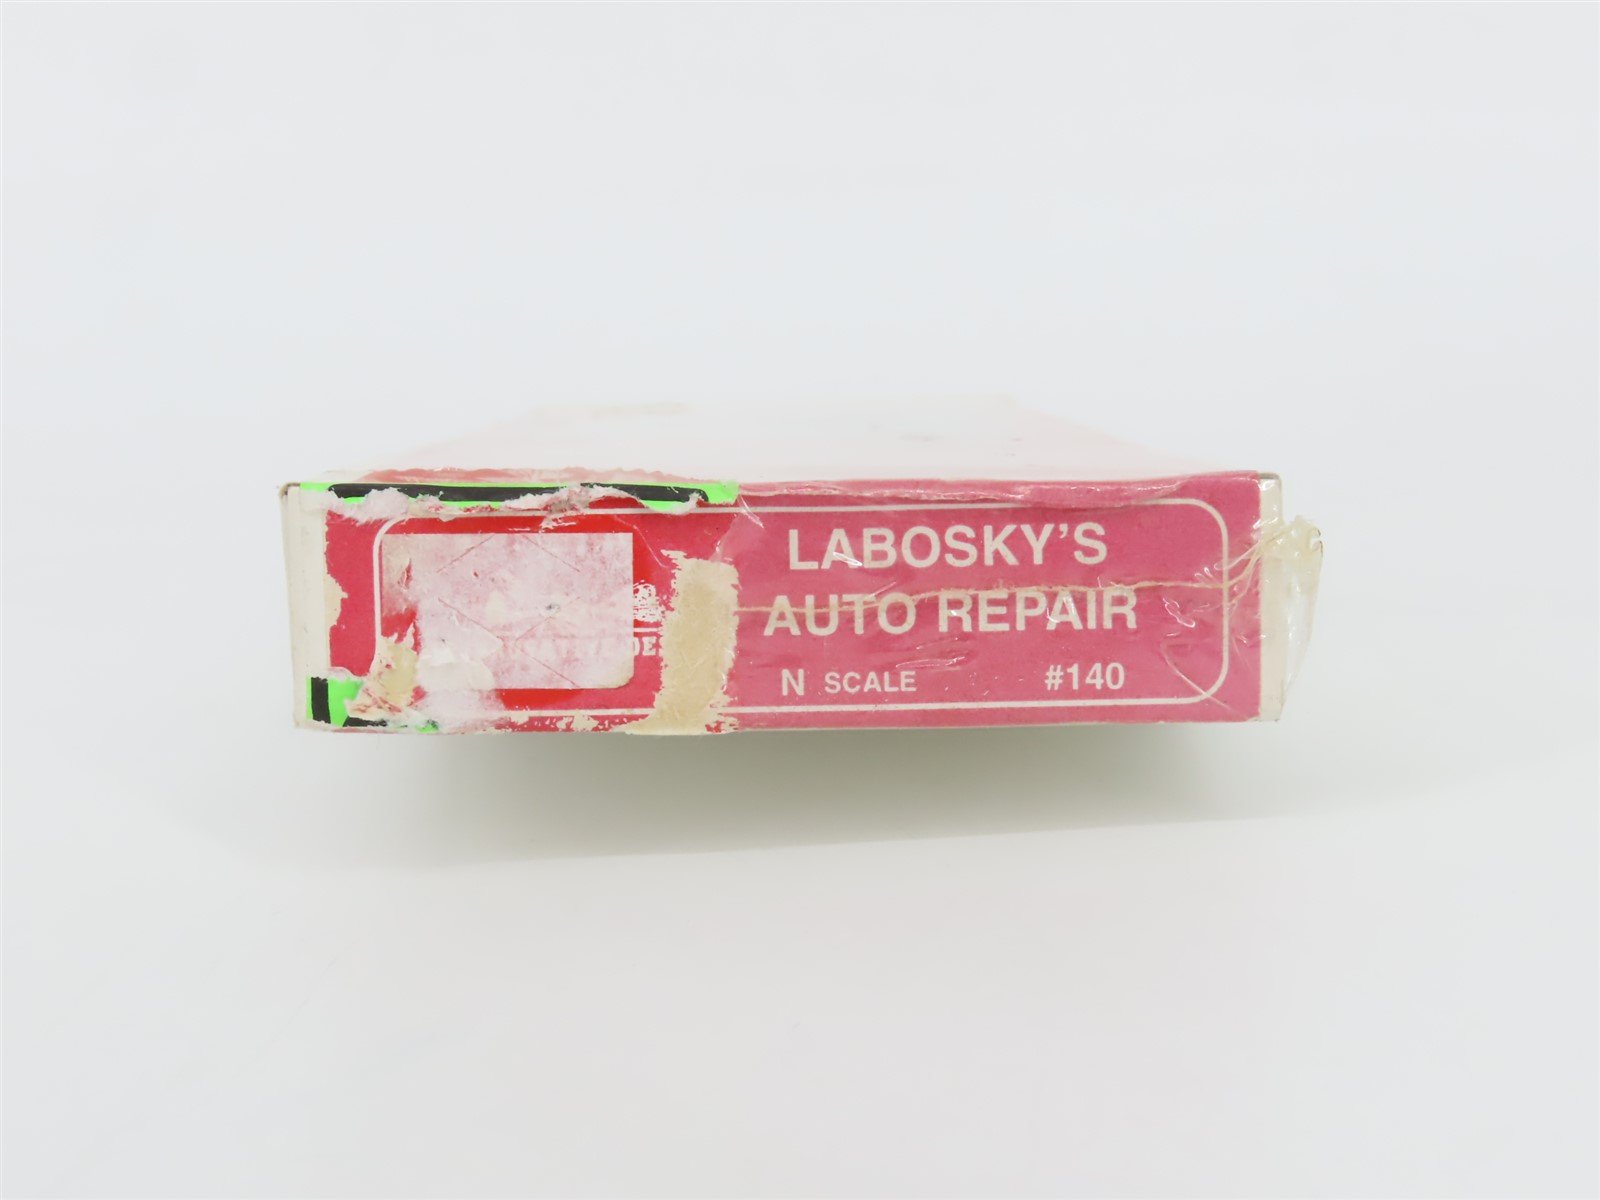 LABOSKY'S
AUTO REPAIR
N SCALE #140